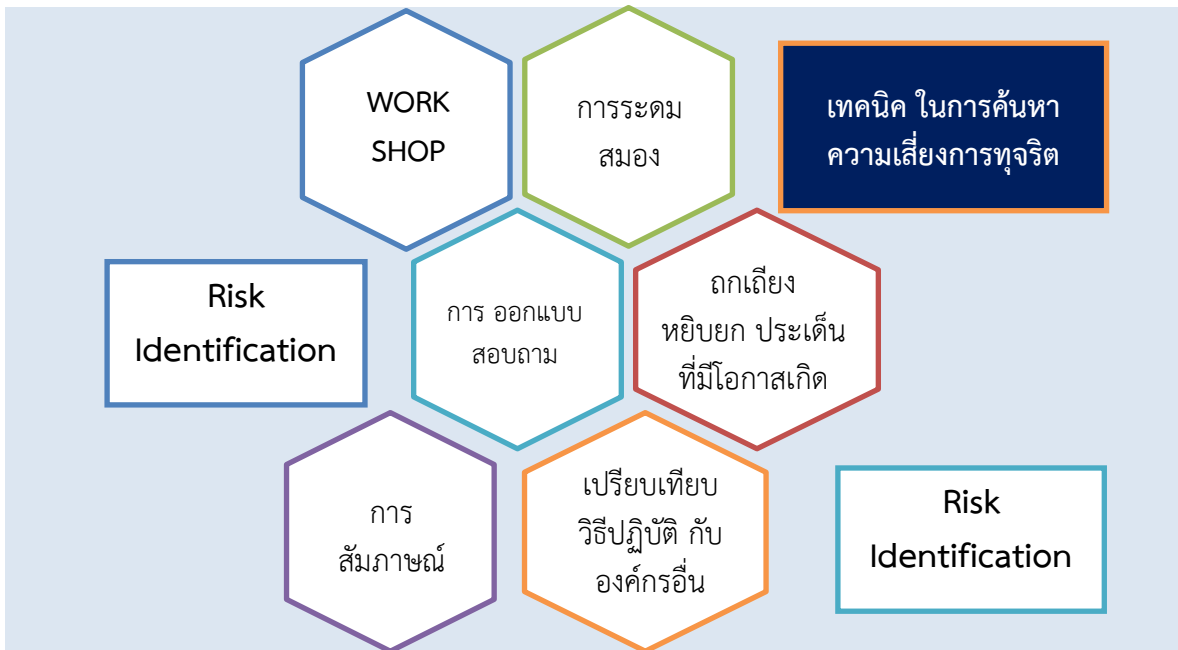 WORK
SHOP
การระดม
สมอง
เทคนิค ในการค้นหา
ความเสี่ยงการทุจริต
Risk
Identification
การ ออกแบบ
สอบถาม
ถกเถียง
หยิบยก ประเด็น
ที่มีโอกาสเกิด
การ
สัมภาษณ์
เปรียบเทียบ
วิธีปฏิบัติ กับ
องค์กรอื่น
Risk
Identification